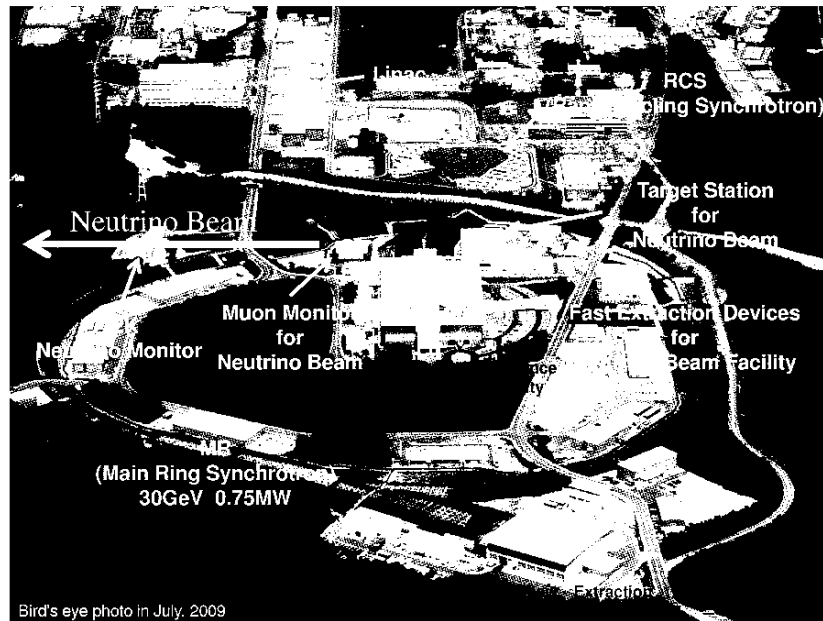 Linac
RCS
cling Synchrotron)
Target Station
for
Neutrino Beam
Neutrino Beam
Muon Monitor
for
Neutrino Beam
Fast Extraction Devices
for
Beam Facility
Neutrino Monitor
MR
(Main Ring Synchrotron)
30GeV 0.75MW
Extraction
Bird's eye photo in July, 2009